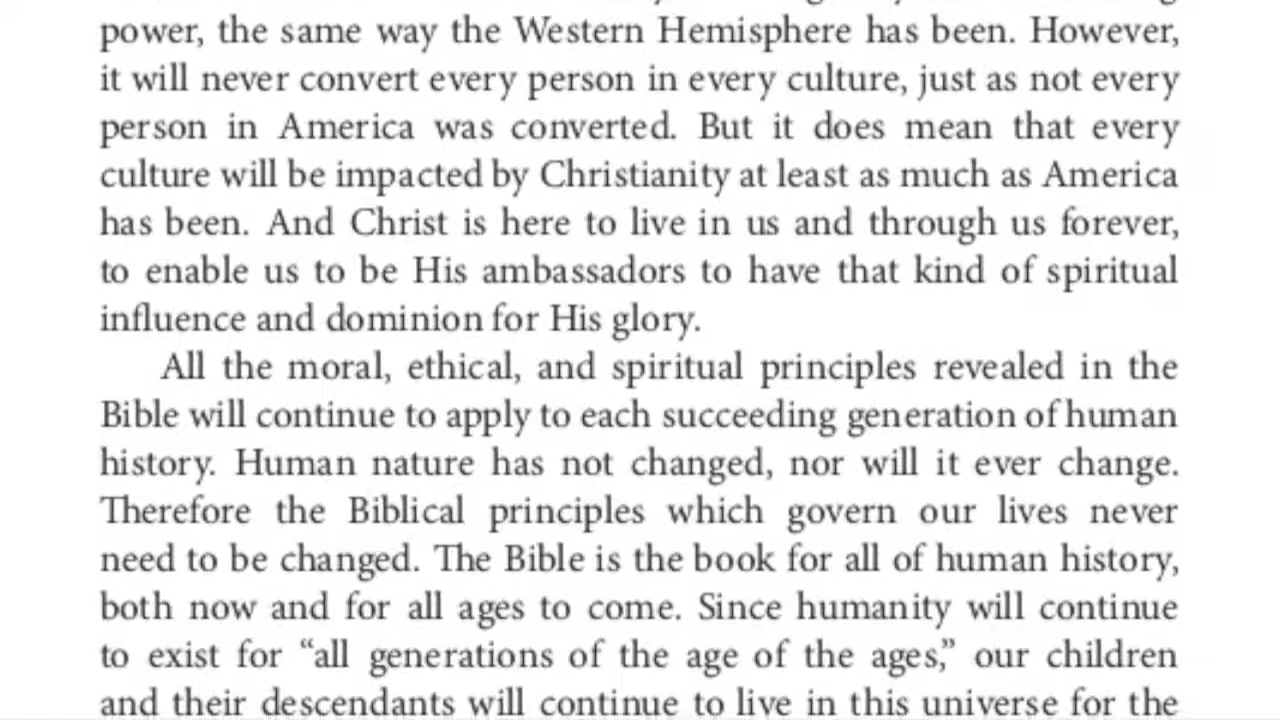 power, the same way the Western Hemisphere has been. However,
it will never convert every person in every culture, just as not every
person in America was converted. But it does mean that every
culture will be impacted by Christianity at least as much as America
has been. And Christ is here to live in us and through us forever,
to enable us to be His ambassadors to have that kind of spiritual
influence and dominion for His glory.
All the moral, ethical, and spiritual principles revealed in the
Bible will continue to apply to each succeeding generation of human
history. Human nature has not changed, nor will it ever change.
Therefore the Biblical principles which govern our lives never
need to be changed. The Bible is the book for all of human history,
both now and for all ages to come. Since humanity will continue
to exist for “all generations of the age of the ages,” our children
and their descendants will continue to live in this universe for the